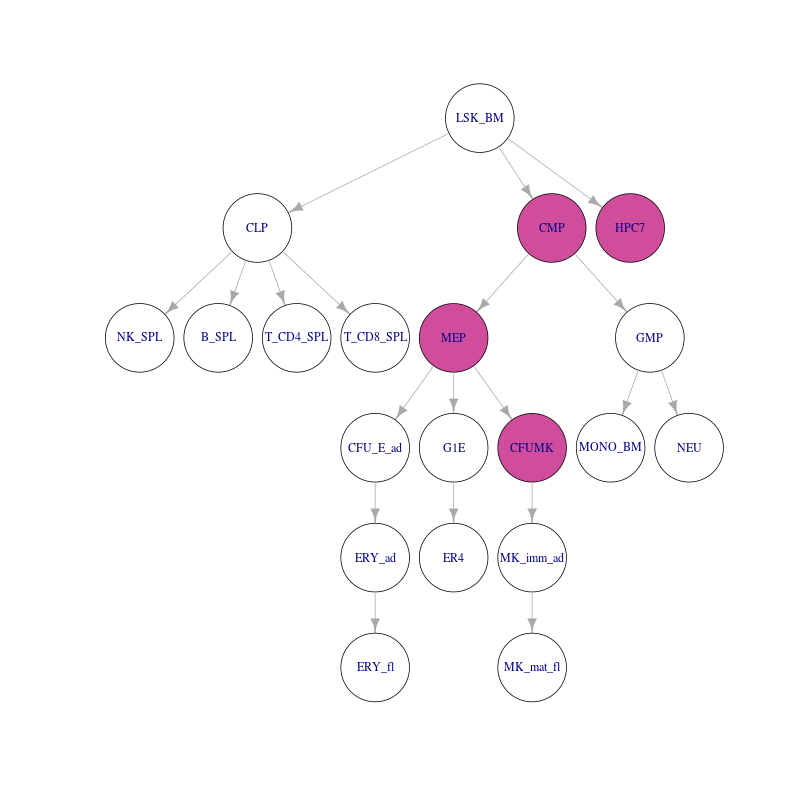 LSK_BM
CLP
CMP
HPC7
NK_SPL
B_SPL
T_CD4_SPL
T_CD8_SPL
MEP
GMP
CFU_E_ad
G1E
CFUMK
MONO_BM
NEU
ERY_ad
ER4
MK_imm_ad
ERY_fl
MK_mat_fl